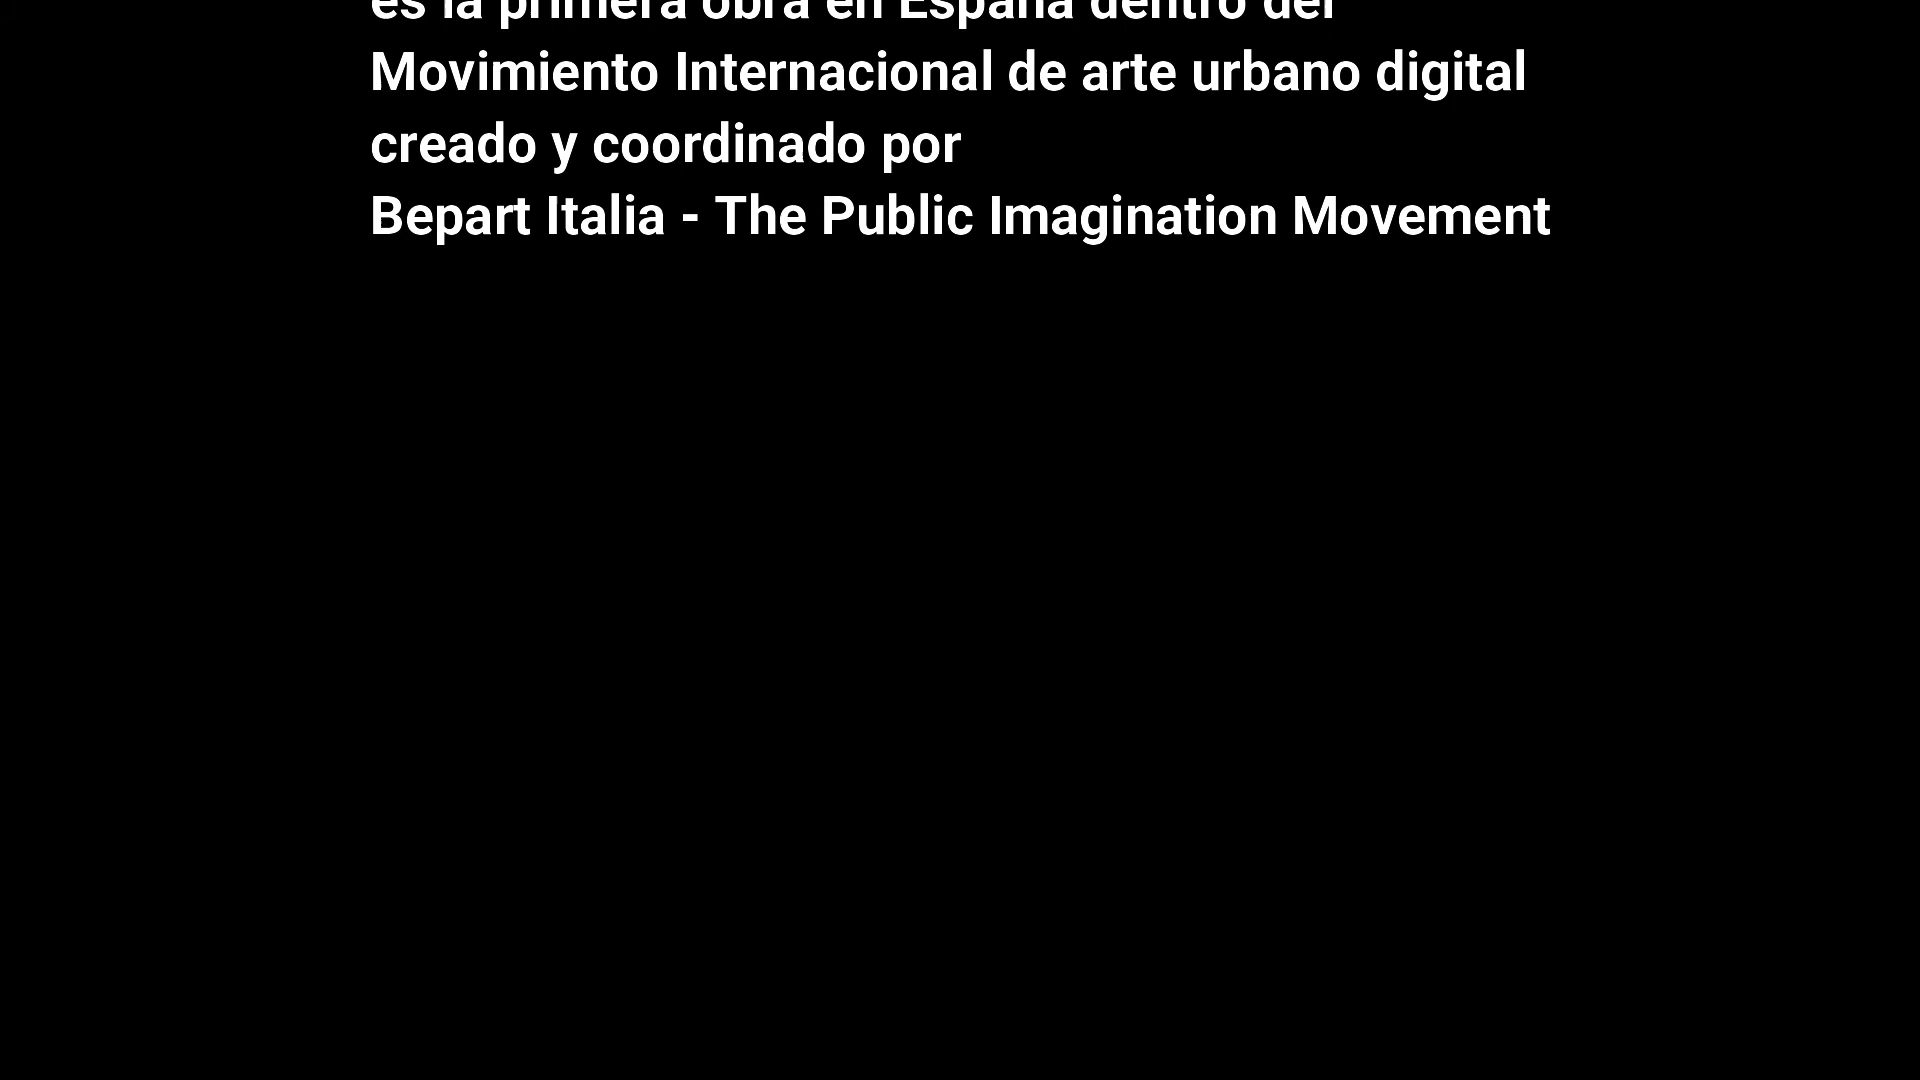 es la primera obra en España dentro del
Movimiento Internacional de arte urbano digital
creado y coordinado por
Bepart Italia - The Public Imagination Movement